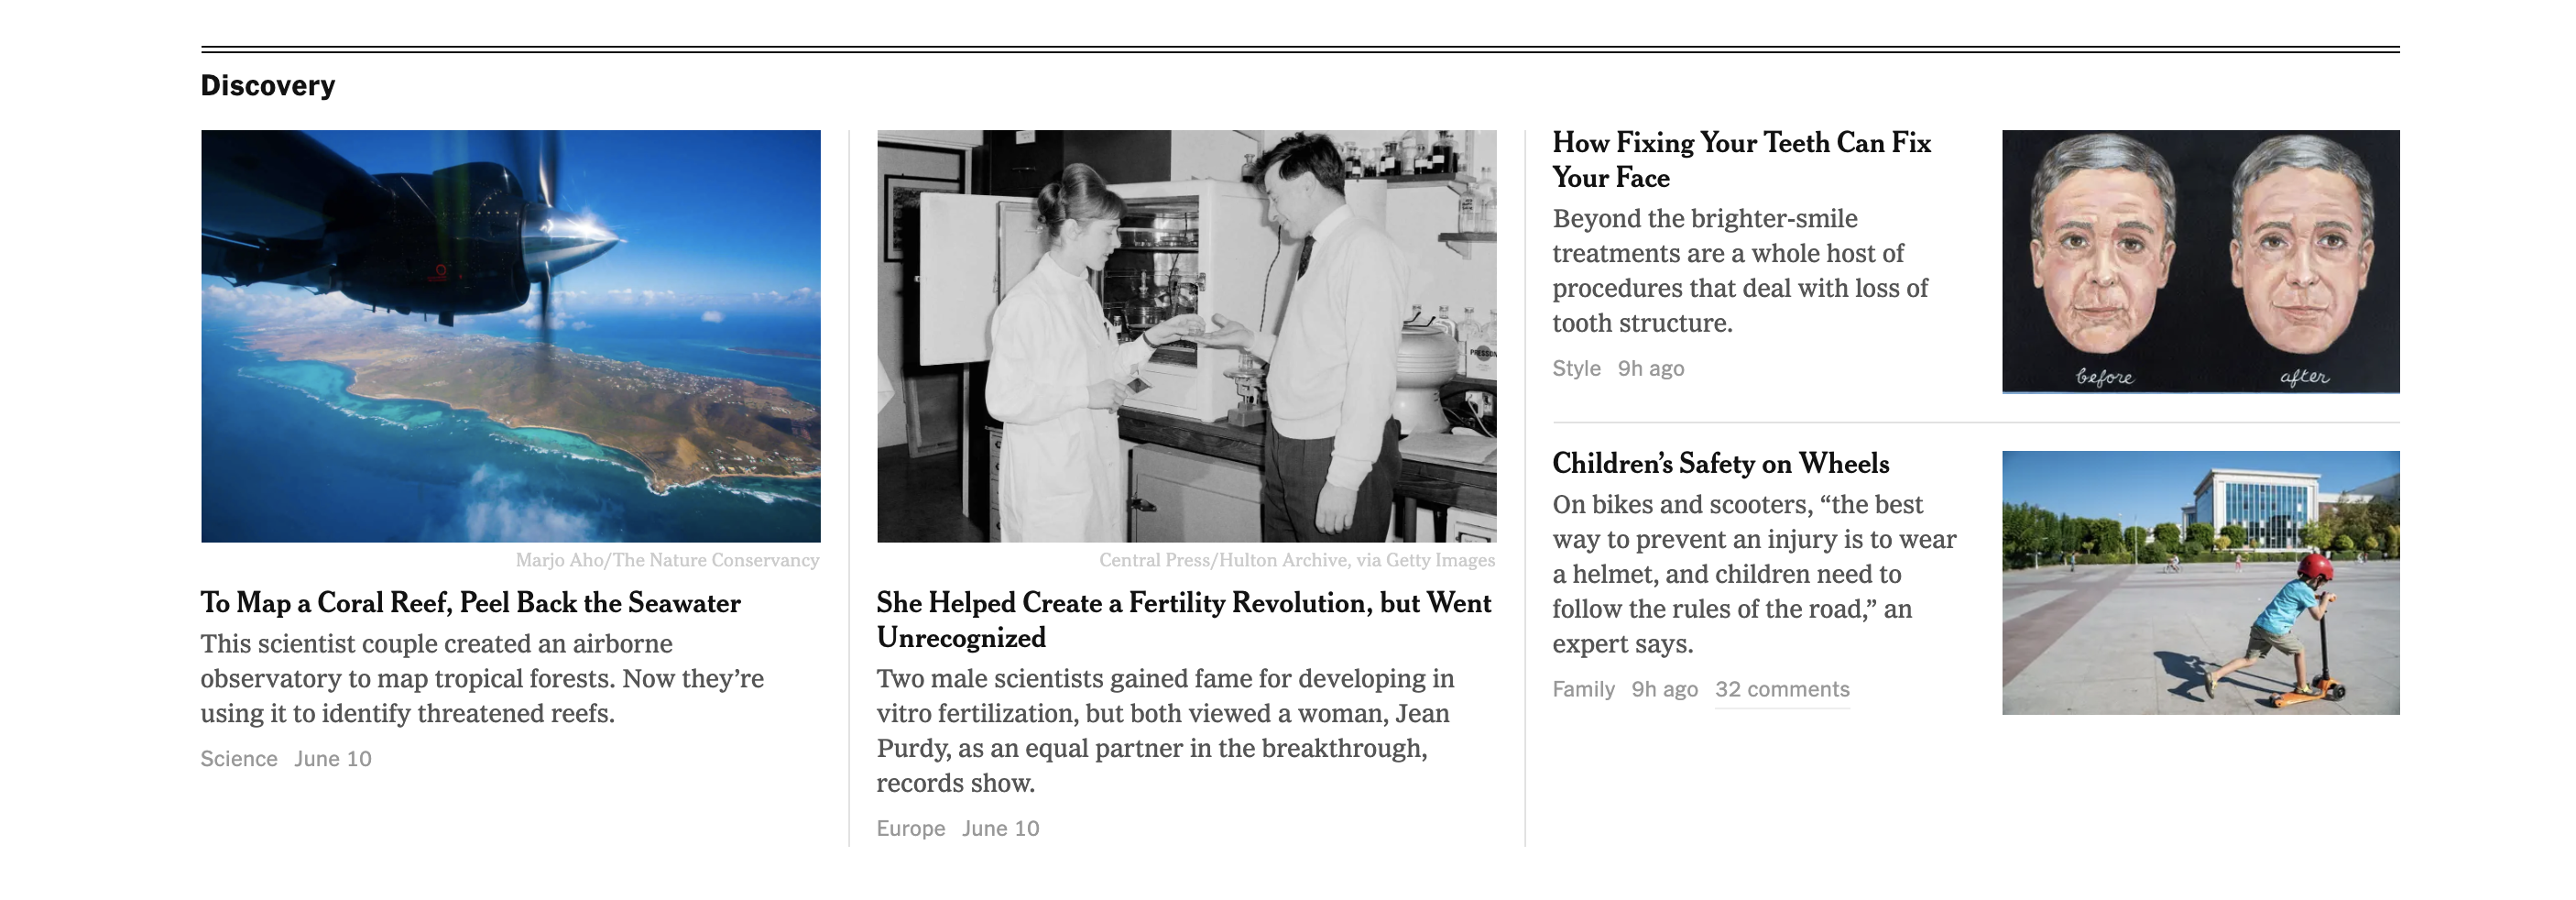 Discovery
Marjo Aho/The Nature Conservancy
To Map a Coral Reef, Peel Back the Seawater
This scientist couple created an airborne
observatory to map tropical forests. Now they’re
using it to identify threatened reefs.
Science June 10
Central Press/Hulton Archive, via Getty Images
She Helped Create a Fertility Revolution, but Went
Unrecognized
Two male scientists gained fame for developing in
vitro fertilization, but both viewed a woman, Jean
Purdy, as an equal partner in the breakthrough,
records show.
Europe June 10
How Fixing Your Teeth Can Fix
Your Face
Beyond the brighter-smile
treatments are a whole host of
procedures that deal with loss of
tooth structure.
Style 9h ago
before
after
Children’s Safety on Wheels
On bikes and scooters, “the best
way to prevent an injury is to wear
a helmet, and children need to
follow the rules of the road,” an
expert says.
Family 9h ago 32 comments